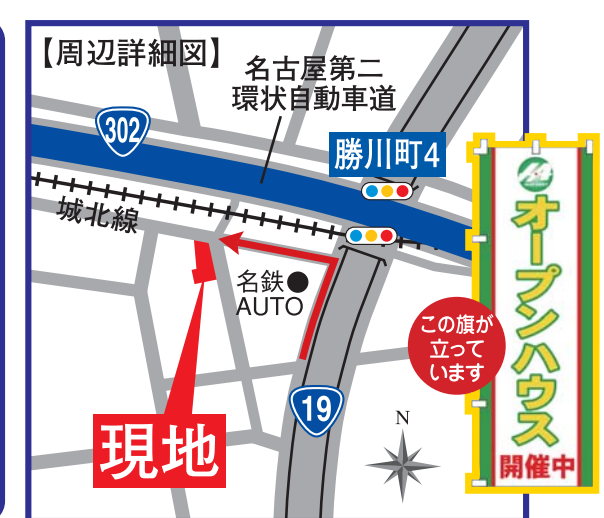 【周辺詳細図】
名古屋第二
環状自動車道
302
勝川町4
城北線
名鉄
AUTO
この旗が
立って
います
オープンハウス
開催中
19
現地
N